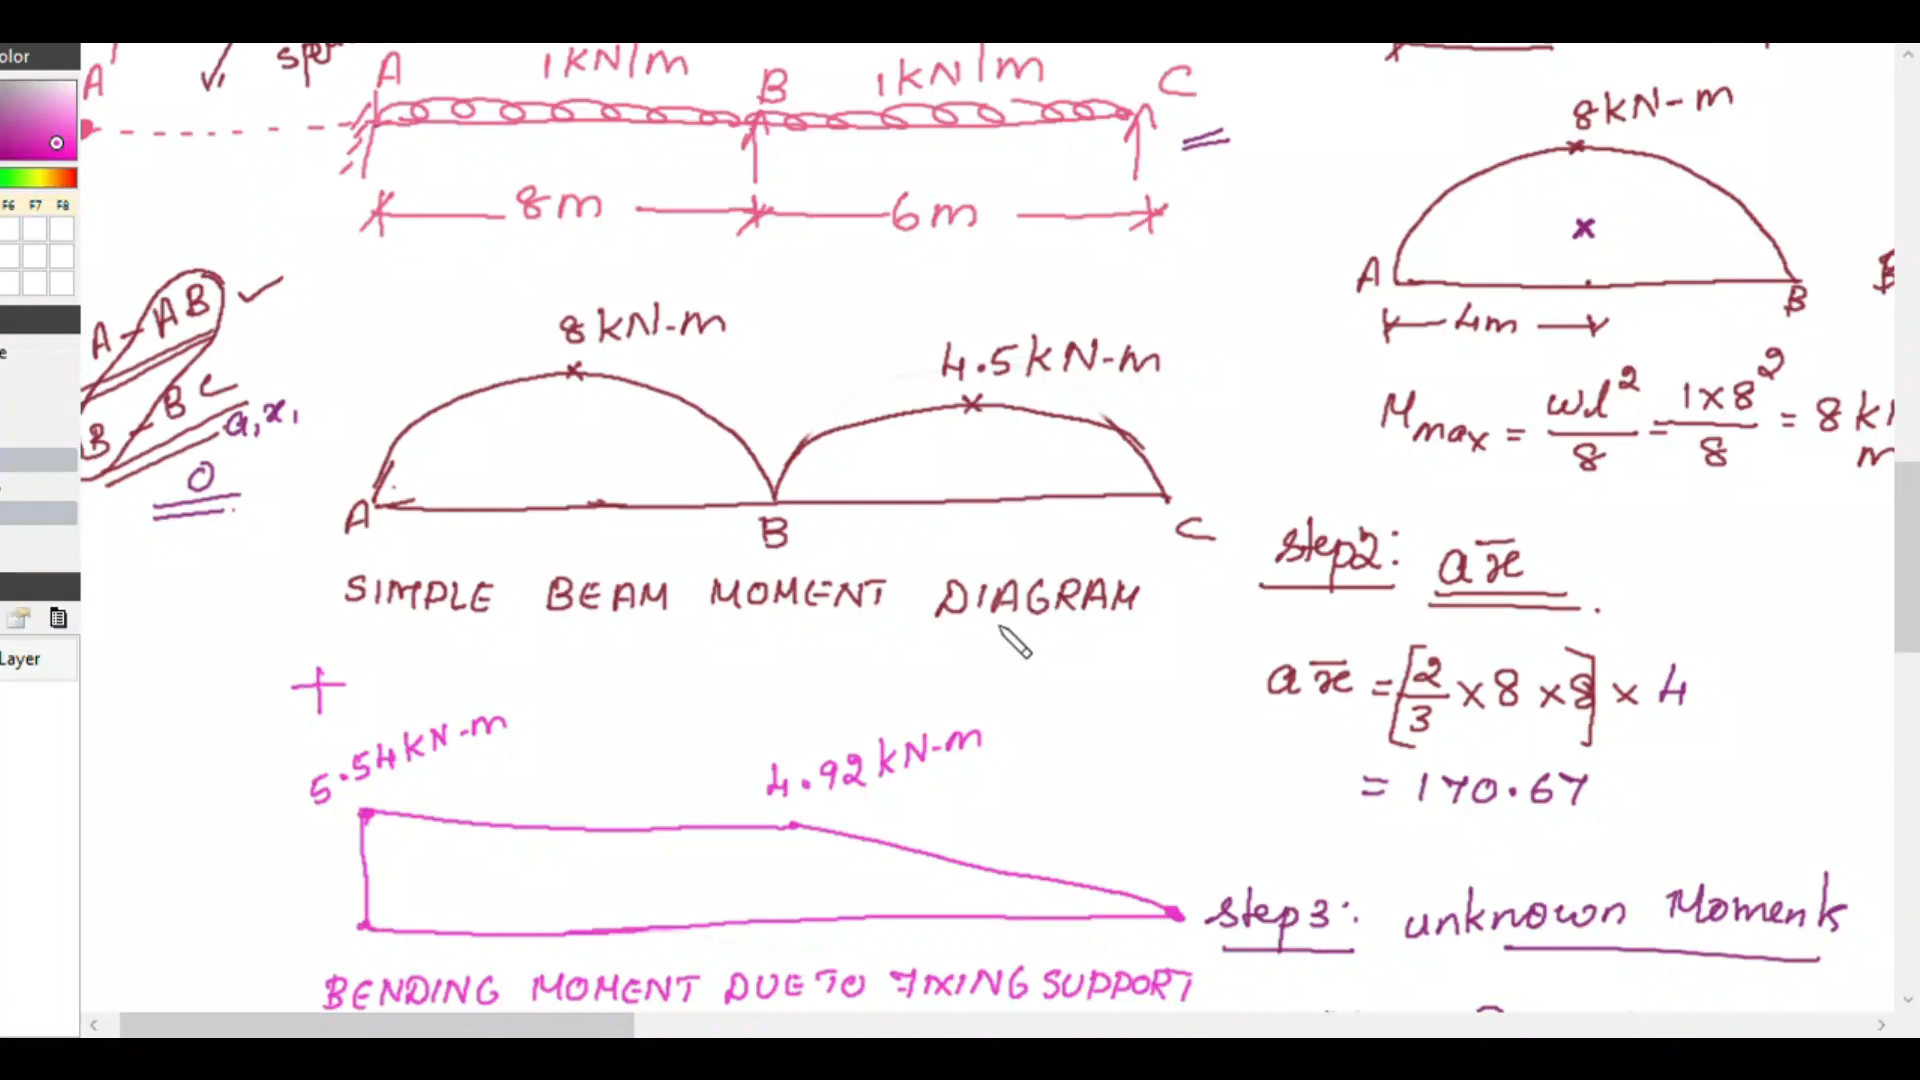 olor
F6 F7 F8
e
Layer
A'
A 1KN/m B 1KN/m C
8m 6m
A-AB
B-BC
a,x,
0
8KN-m
4.5KN-m
A B C
SIMPLE BEAM MOMENT DIAGRAM
+
5.54KN-m
4.92KN-m
BENDING MOMENT DUE TO FIXING SUPPORT
8KN-m
x
A B
4m
Mmax = wl²/8 = 1x8²/8 = 8k
m
Step2: ax̄
ax̄ = [2/3 x 8 x 8] x 4
= 170.67
Step3: unknown Moments